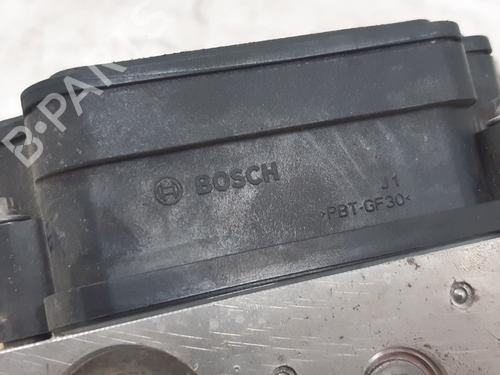 B-PARTS
BOSCH
J1
>PBT-GF30<